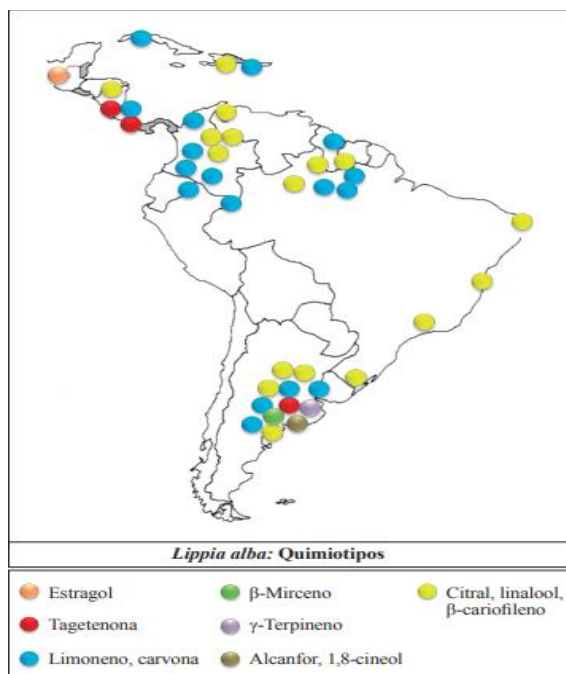 Lippia alba: Quimiotipos
Estragol
Tagetenona
Limoneno, carvona
β-Mirceno
γ-Terpineno
Alcanfor, 1,8-cineol
Citral, linalool,
β-cariofileno